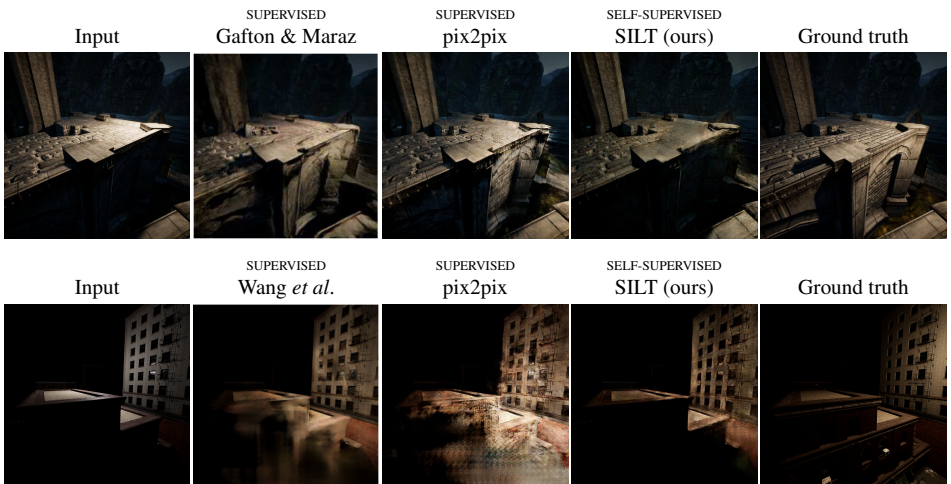 SUPERVISED SUPERVISED SELF-SUPERVISED
Input Gafton & Maraz pix2pix SILT (ours) Ground truth
SUPERVISED SUPERVISED SELF-SUPERVISED
Input Wang et al. pix2pix SILT (ours) Ground truth